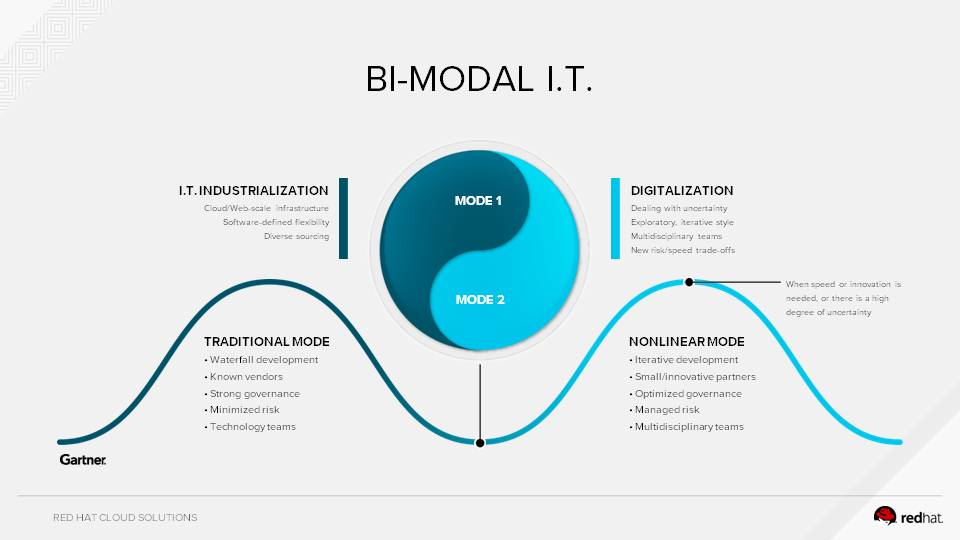 BI-MODAL I.T.
I.T. INDUSTRIALIZATION
Cloud/Web-scale infrastructure
Software-defined flexibility
Diverse sourcing
MODE 1
MODE 2
DIGITALIZATION
Dealing with uncertainty
Exploratory, iterative style
Multidisciplinary teams
New risk/speed trade-offs
When speed or innovation is
needed, or there is a high
degree of uncertainty
TRADITIONAL MODE
• Waterfall development
• Known vendors
• Strong governance
• Minimized risk
• Technology teams
NONLINEAR MODE
• Iterative development
• Small/innovative partners
• Optimized governance
• Managed risk
• Multidisciplinary teams
Gartner.
RED HAT CLOUD SOLUTIONS
redhat.